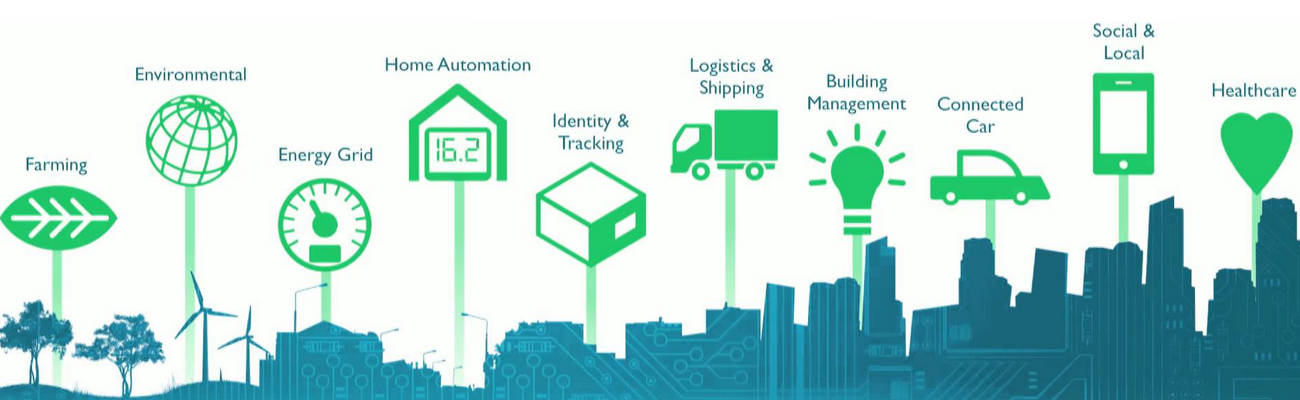 Farming
Environmental
Energy Grid
Home Automation
16.2
Identity &
Tracking
Logistics &
Shipping
Building
Management
Connected
Car
Social &
Local
Healthcare